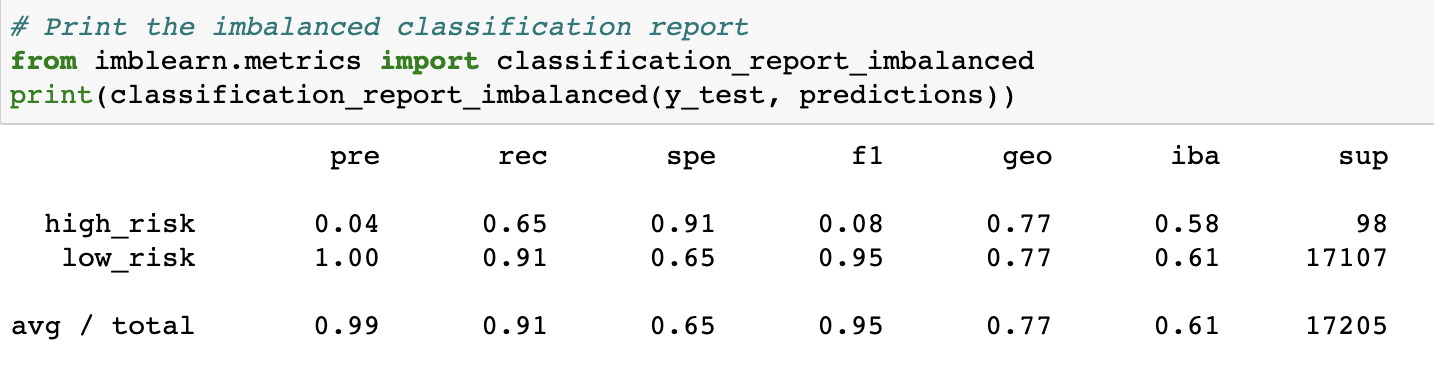 # Print the imbalanced classification report
from imblearn.metrics import classification_report_imbalanced
print(classification_report_imbalanced(y_test, predictions))
pre rec spe f1 geo iba sup
high_risk 0.04 0.65 0.91 0.08 0.77 0.58 98
low_risk 1.00 0.91 0.65 0.95 0.77 0.61 17107
avg / total 0.99 0.91 0.65 0.95 0.77 0.61 17205